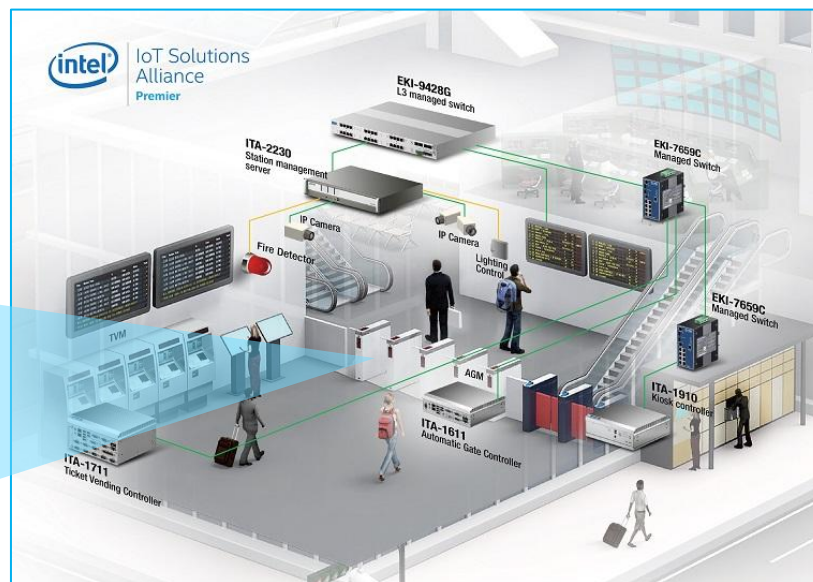 intel
IoT Solutions
Alliance
Premier
EKI-9428G
L3 managed switch
ITA-2230
Station management
server
EKI-7659C
Managed Switch
IP Camera
IP Camera
Fire Detector
Lighting
Control
TVM
EKI-7659C
Managed Switch
AGM
ITA-1910
Kiosk controller
ITA-1611
Automatic Gate Controller
ITA-1711
Ticket Vending Controller